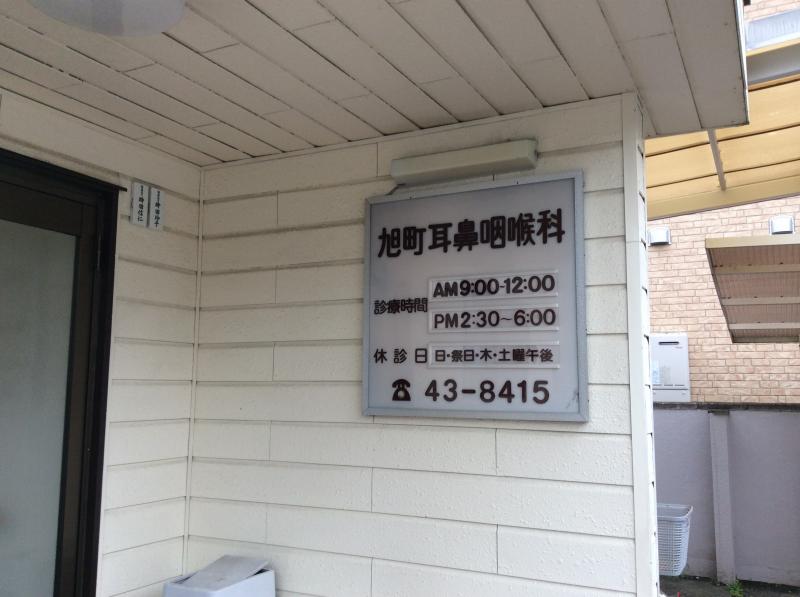 旭町耳鼻咽喉科
診療時間
AM9:00-12:00
PM2:30~6:00
休診日 日・祭日・木・土曜午後
☎ 43-8415